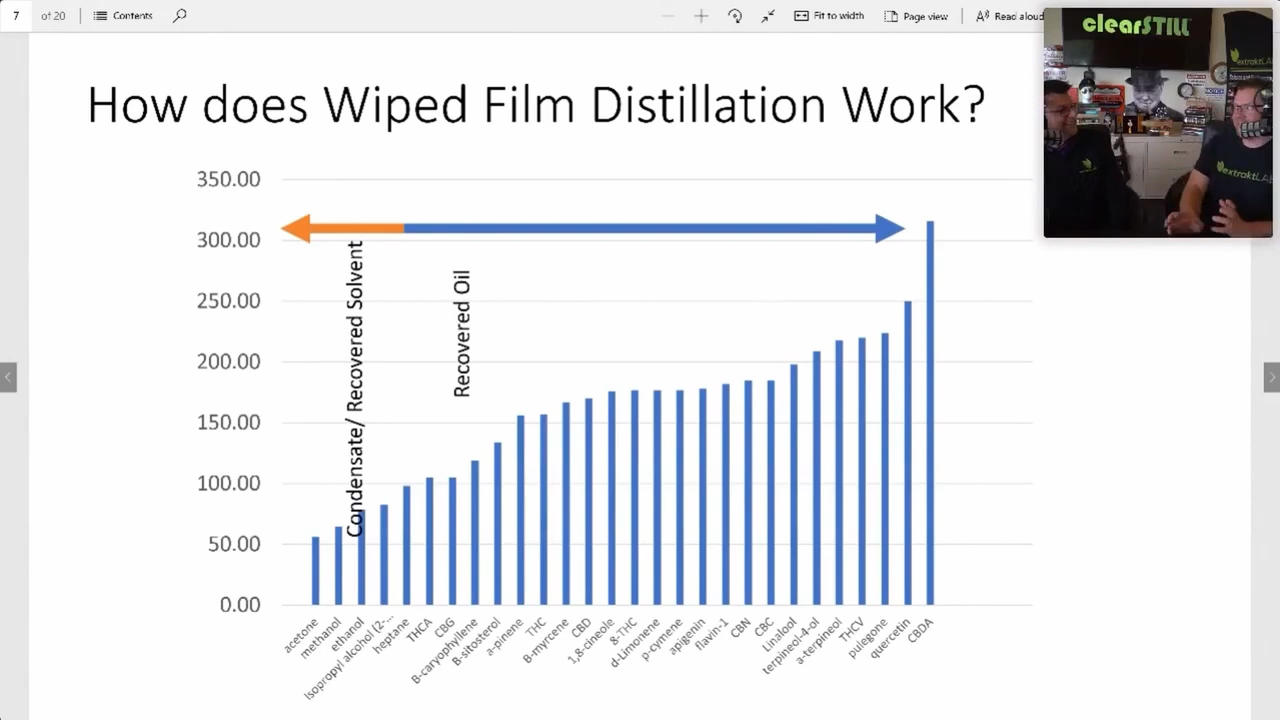 7 of 20 Contents Fit to width Page view Read aloud
clearSTILL
extraktLAB
extraktLAB
How does Wiped Film Distillation Work?
350.00
300.00
250.00
200.00
150.00
100.00
50.00
0.00
Condensate/ Recovered Solvent
Recovered Oil
acetone
methanol
ethanol
Isopropyl alcohol (2-...
heptane
THCA
CBG
B-caryophyllene
B-sitosterol
a-pinene
THC
B-myrcene
CBD
1,8-cineole
8-THC
d-Limonene
p-cymene
apigenin
flavin-1
CBN
CBC
Linalool
terpineol-4-ol
a-terpineol
THCV
pulegone
quercetin
CBDA